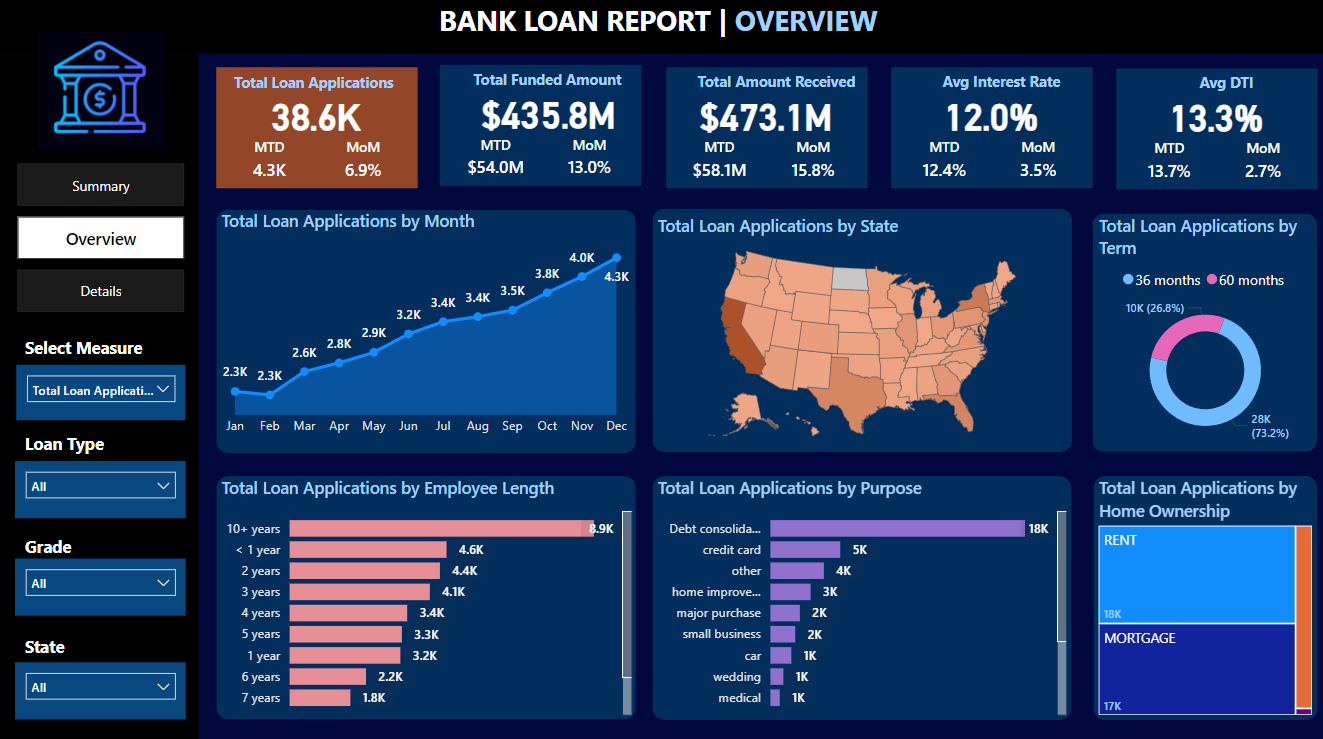 BANK LOAN REPORT | OVERVIEW
Total Loan Applications
38.6K
MTD MoM
4.3K 6.9%
Total Funded Amount
$435.8M
MTD MoM
$54.0M 13.0%
Total Amount Received
$473.1M
MTD MoM
$58.1M 15.8%
Avg Interest Rate
12.0%
MTD MoM
12.4% 3.5%
Avg DTI
13.3%
MTD MoM
13.7% 2.7%
$
Summary
Overview
Details
Select Measure
Total Loan Applicati...
Loan Type
All
Grade
All
State
All
Total Loan Applications by Month
2.3K 2.3K 2.6K 2.8K 2.9K 3.2K 3.4K 3.4K 3.5K 3.8K 4.0K 4.3K
Jan Feb Mar Apr May Jun Jul Aug Sep Oct Nov Dec
Total Loan Applications by State
Total Loan Applications by
Term
36 months 60 months
10K (26.8%)
28K
(73.2%)
Total Loan Applications by Employee Length
10+ years 8.9K
< 1 year 4.6K
2 years 4.4K
3 years 4.1K
4 years 3.4K
5 years 3.3K
1 year 3.2K
6 years 2.2K
7 years 1.8K
Total Loan Applications by Purpose
Debt consolida... 18K
credit card 5K
other 4K
home improve... 3K
major purchase 2K
small business 2K
car 1K
wedding 1K
medical 1K
Total Loan Applications by
Home Ownership
RENT
18K
MORTGAGE
17K